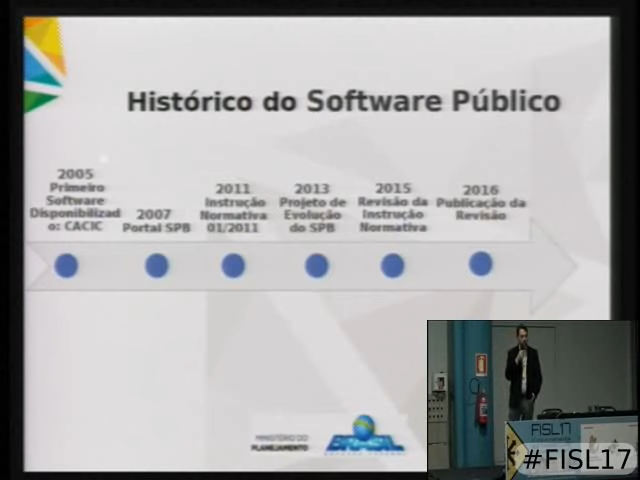 Histórico do Software Público
2005
Primeiro
Software
Disponibilizad
o: CACIC
2007
Portal SPB
2011
Instrução
Normativa
01/2011
2013
Projeto de
Evolução
do SPB
2015
Revisão da
Instrução
Normativa
2016
Publicação da
Revisão
MINISTÉRIO DO
PLANEJAMENTO
BRASIL
FISL17
#FISL17